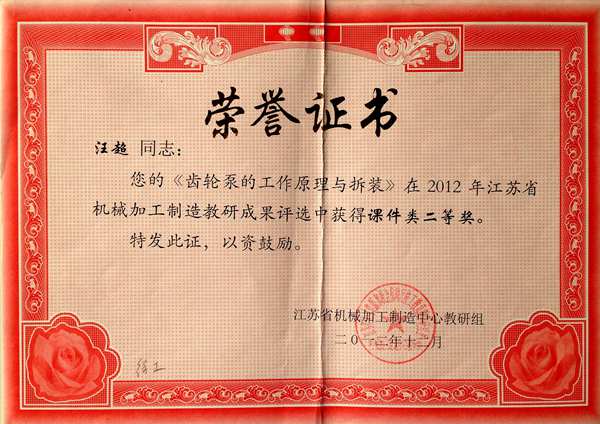 荣誉证书
汪超 同志：
您的《齿轮泵的工作原理与拆装》在 2012 年江苏省
机械加工制造教研成果评选中获得课件类二等奖。
特发此证，以资鼓励。
江苏省机械加工制造中心教研组
二〇一二年十二月